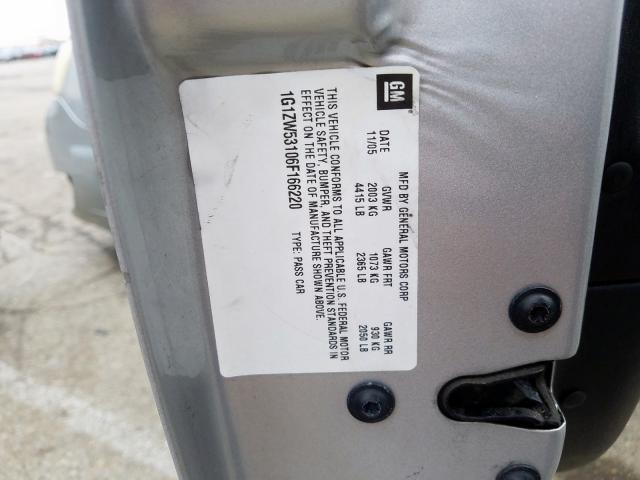 GM
MFD BY GENERAL MOTORS CORP
DATE GVWR GAWR FRT GAWR RR
11/05 2003 KG 1073 KG 930 KG
4415 LB 2365 LB 2050 LB
THIS VEHICLE CONFORMS TO ALL APPLICABLE U.S. FEDERAL MOTOR
VEHICLE SAFETY, BUMPER, AND THEFT PREVENTION STANDARDS IN
EFFECT ON THE DATE OF MANUFACTURE SHOWN ABOVE.
1G1ZW53106F166220 TYPE: PASS CAR